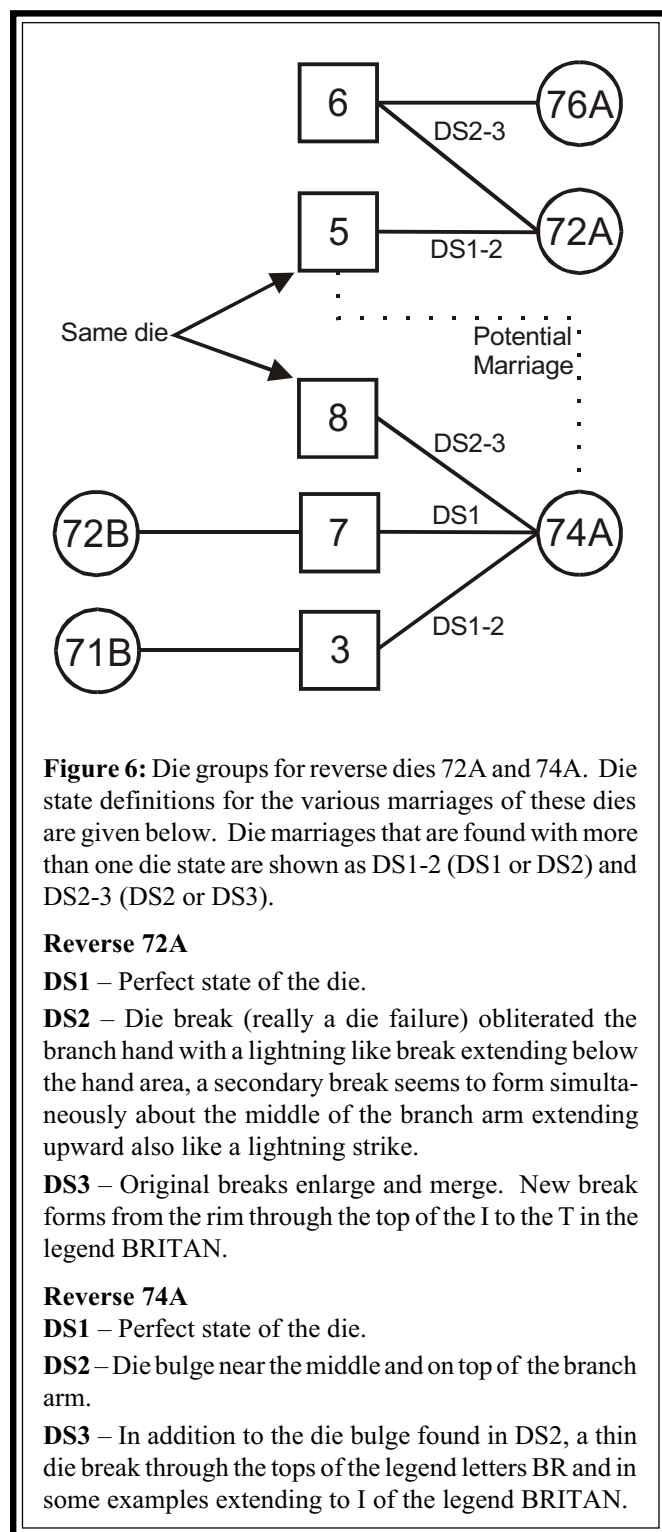 6
76A
DS2-3
5
72A
DS1-2
Same die
Potential
Marriage
8
DS2-3
72B
7
DS1
74A
71B
3
DS1-2
Figure 6: Die groups for reverse dies 72A and 74A. Die
state definitions for the various marriages of these dies
are given below. Die marriages that are found with more
than one die state are shown as DS1-2 (DS1 or DS2) and
DS2-3 (DS2 or DS3).
Reverse 72A
DS1 – Perfect state of the die.
DS2 – Die break (really a die failure) obliterated the
branch hand with a lightning like break extending below
the hand area, a secondary break seems to form simulta-
neously about the middle of the branch arm extending
upward also like a lightning strike.
DS3 – Original breaks enlarge and merge. New break
forms from the rim through the top of the I to the T in the
legend BRITAN.
Reverse 74A
DS1 – Perfect state of the die.
DS2 – Die bulge near the middle and on top of the branch
arm.
DS3 – In addition to the die bulge found in DS2, a thin
die break through the tops of the legend letters BR and in
some examples extending to I of the legend BRITAN.